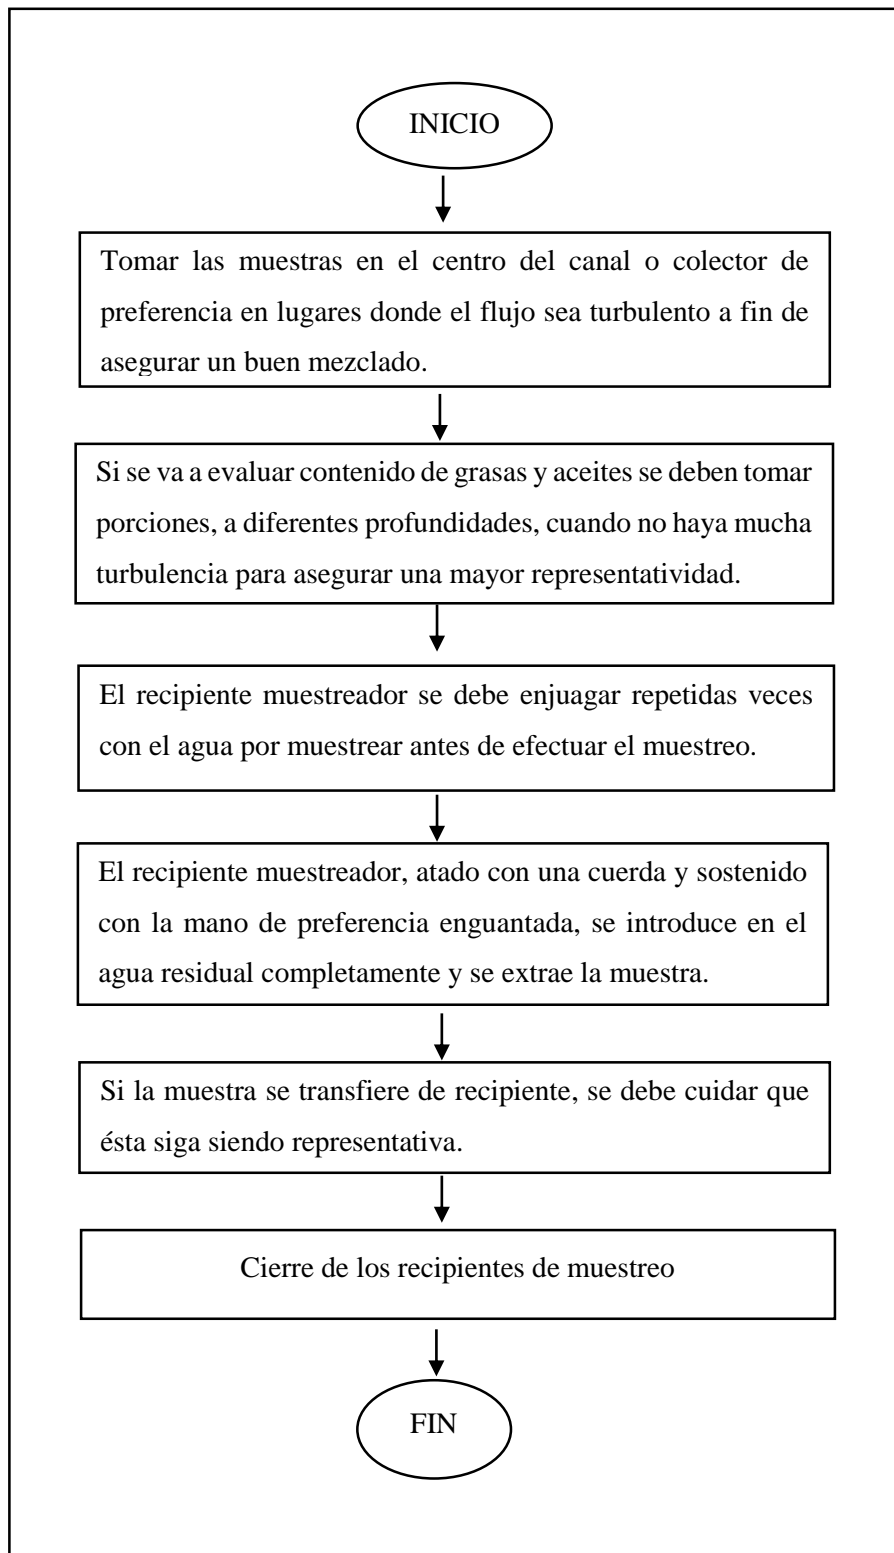 INICIO
Tomar las muestras en el centro del canal o colector de
preferencia en lugares donde el flujo sea turbulento a fin de
asegurar un buen mezclado.
Si se va a evaluar contenido de grasas y aceites se deben tomar
porciones, a diferentes profundidades, cuando no haya mucha
turbulencia para asegurar una mayor representatividad.
El recipiente muestreador se debe enjuagar repetidas veces
con el agua por muestrear antes de efectuar el muestreo.
El recipiente muestreador, atado con una cuerda y sostenido
con la mano de preferencia enguantada, se introduce en el
agua residual completamente y se extrae la muestra.
Si la muestra se transfiere de recipiente, se debe cuidar que
ésta siga siendo representativa.
Cierre de los recipientes de muestreo
FIN